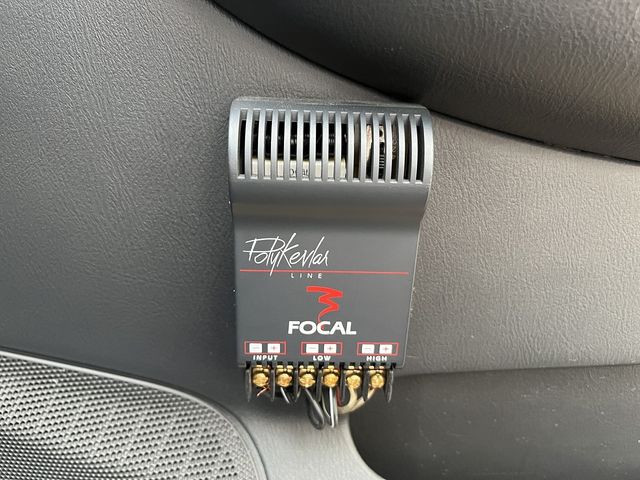 PolyKevlar
LINE
FOCAL
- + - + - +
INPUT LOW HIGH